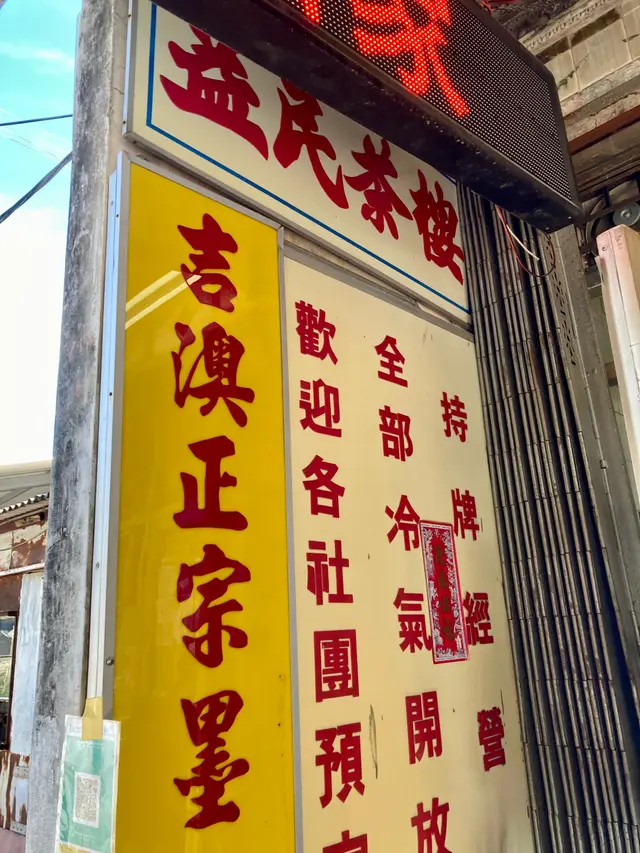 家
益民茶樓
吉澳正宗墨
持牌經營
全部冷氣開放
歡迎各社團預